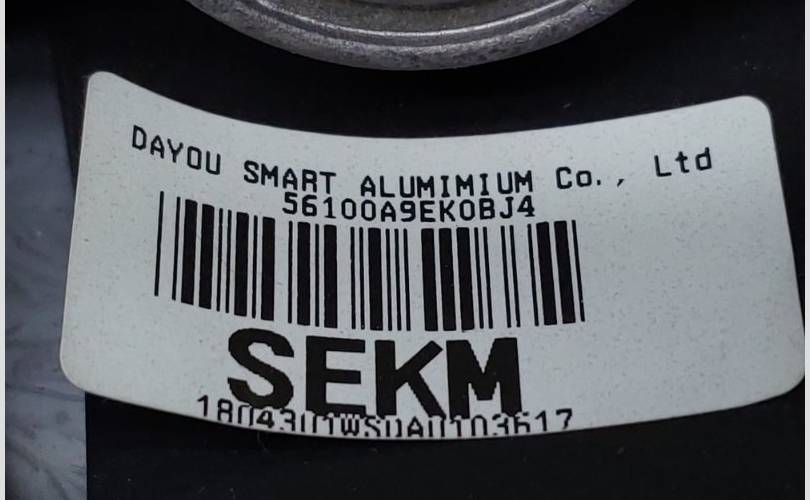 DAYOU SMART ALUMIMIUM Co., Ltd
56100A9EK0BJ4
SEKM